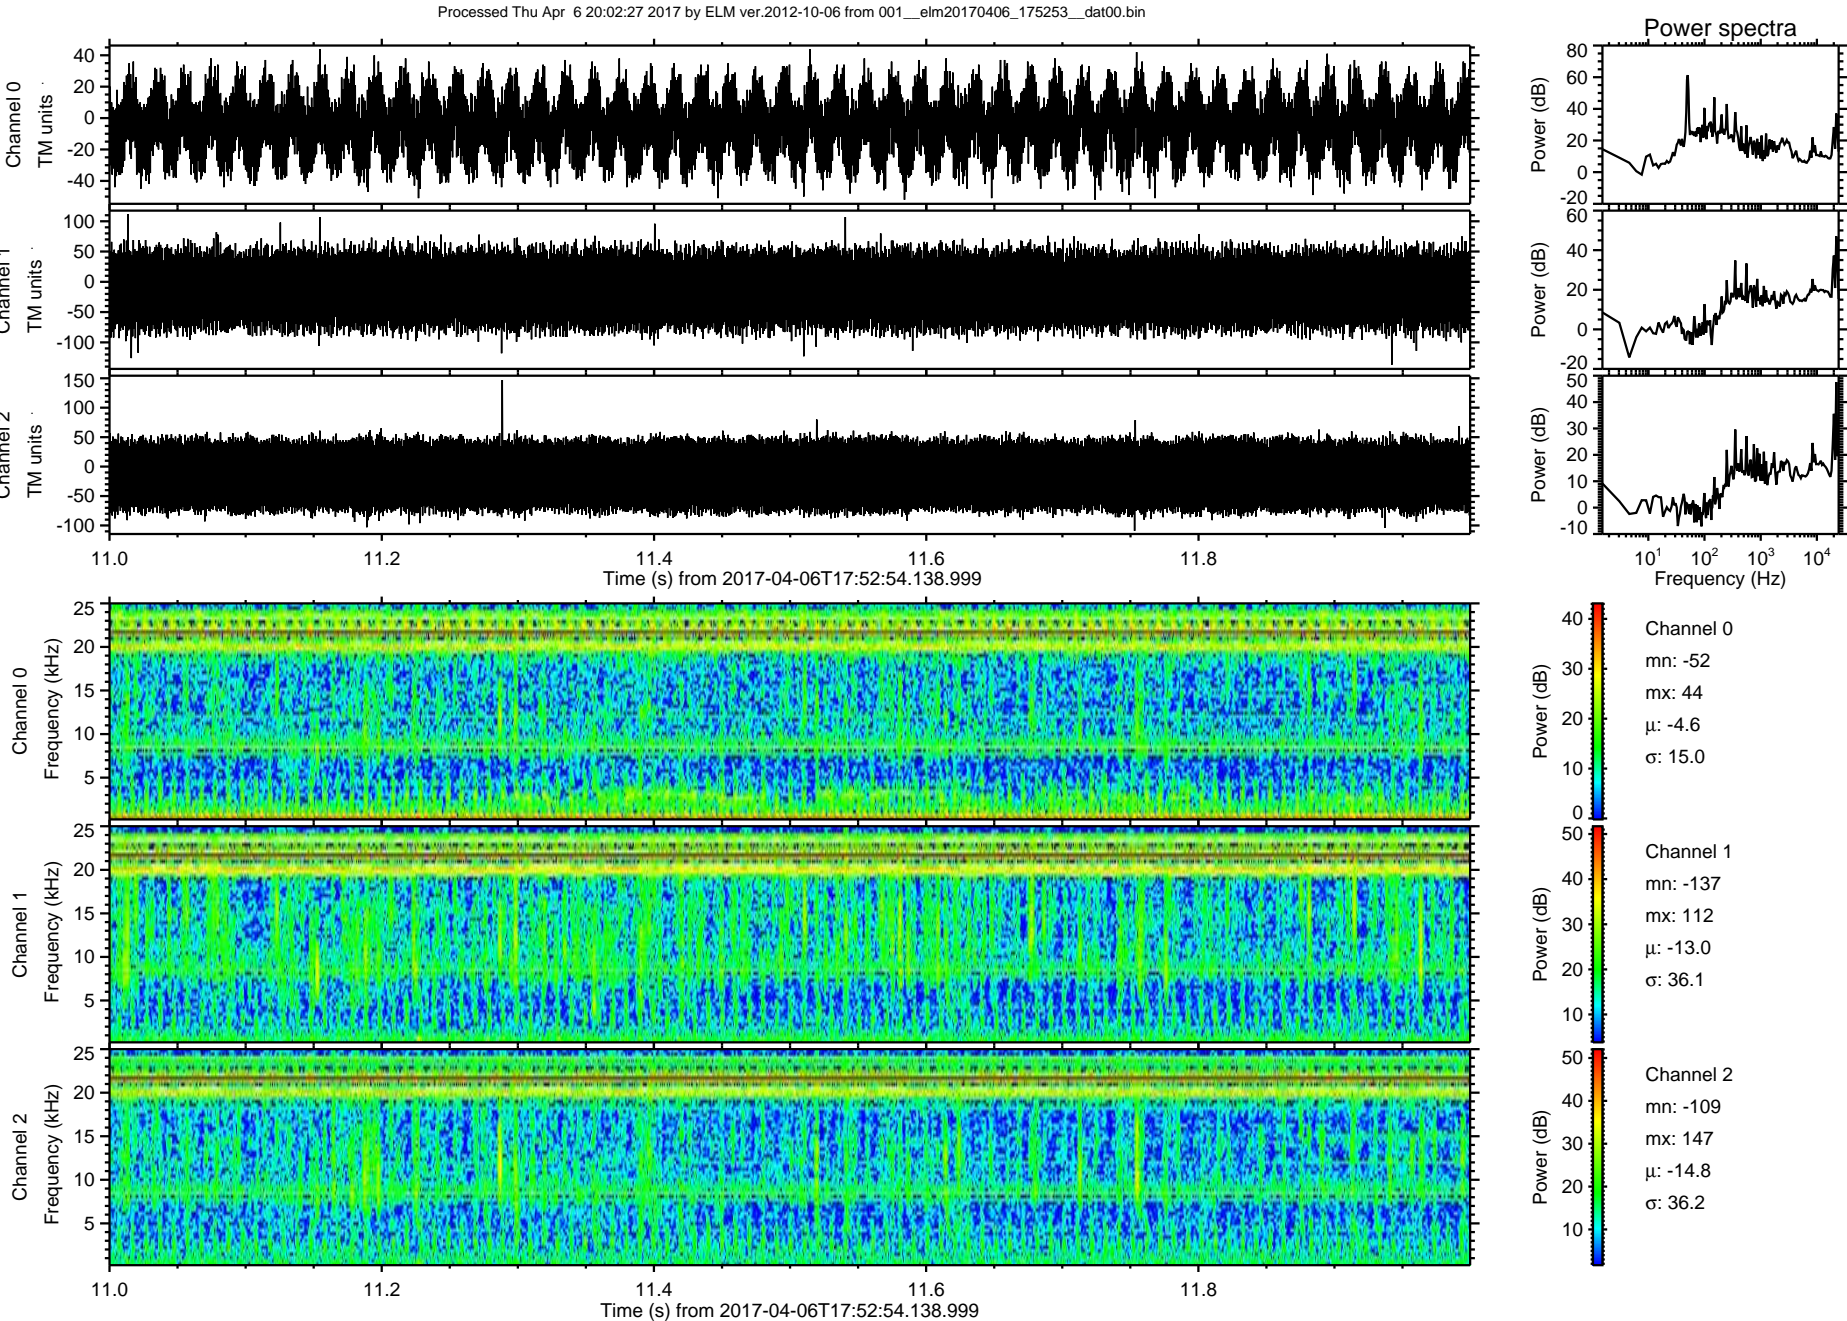 Processed Thu Apr  6 20:02:27 2017 by ELM ver.2012-10-06 from 001__elm20170406_175253__dat00.bin
Power spectra
Channel 0
TM units
40
20
0
-20
-40
Power (dB)
80
60
40
20
0
-20
Channel 1
TM units
100
50
0
-50
-100
Power (dB)
60
40
20
0
-20
Channel 2
TM units
150
100
50
0
-50
-100
Power (dB)
50
40
30
20
10
0
-10
11.0 11.2 11.4 11.6 11.8
Time (s) from 2017-04-06T17:52:54.138.999
10¹ 10² 10³ 10⁴
Frequency (Hz)
Channel 0
Frequency (kHz)
25
20
15
10
5
Power (dB)
40
30
20
10
0
Channel 0
mn: -52
mx: 44
μ: -4.6
σ: 15.0
Channel 1
Frequency (kHz)
25
20
15
10
5
Power (dB)
50
40
30
20
10
Channel 1
mn: -137
mx: 112
μ: -13.0
σ: 36.1
Channel 2
Frequency (kHz)
25
20
15
10
5
Power (dB)
50
40
30
20
10
Channel 2
mn: -109
mx: 147
μ: -14.8
σ: 36.2
11.0 11.2 11.4 11.6 11.8
Time (s) from 2017-04-06T17:52:54.138.999